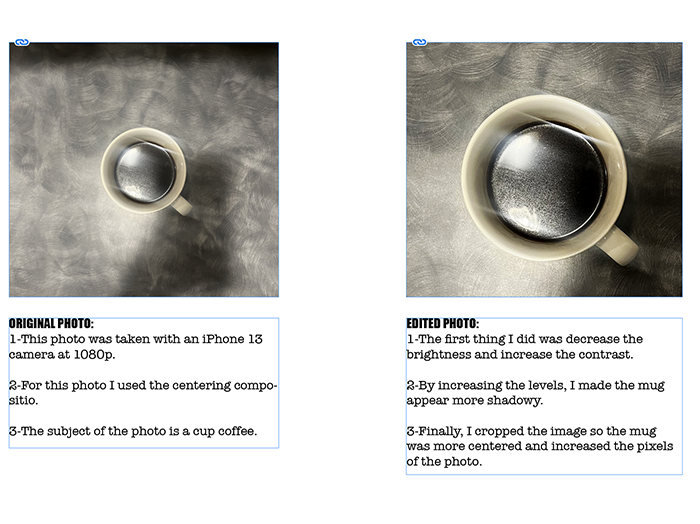 ORIGINAL PHOTO:
1-This photo was taken with an iPhone 13
camera at 1080p.
2-For this photo I used the centering compo-
sitio.
3-The subject of the photo is a cup coffee.
EDITED PHOTO:
1-The first thing I did was decrease the
brightness and increase the contrast.
2-By increasing the levels, I made the mug
appear more shadowy.
3-Finally, I cropped the image so the mug
was more centered and increased the pixels
of the photo.